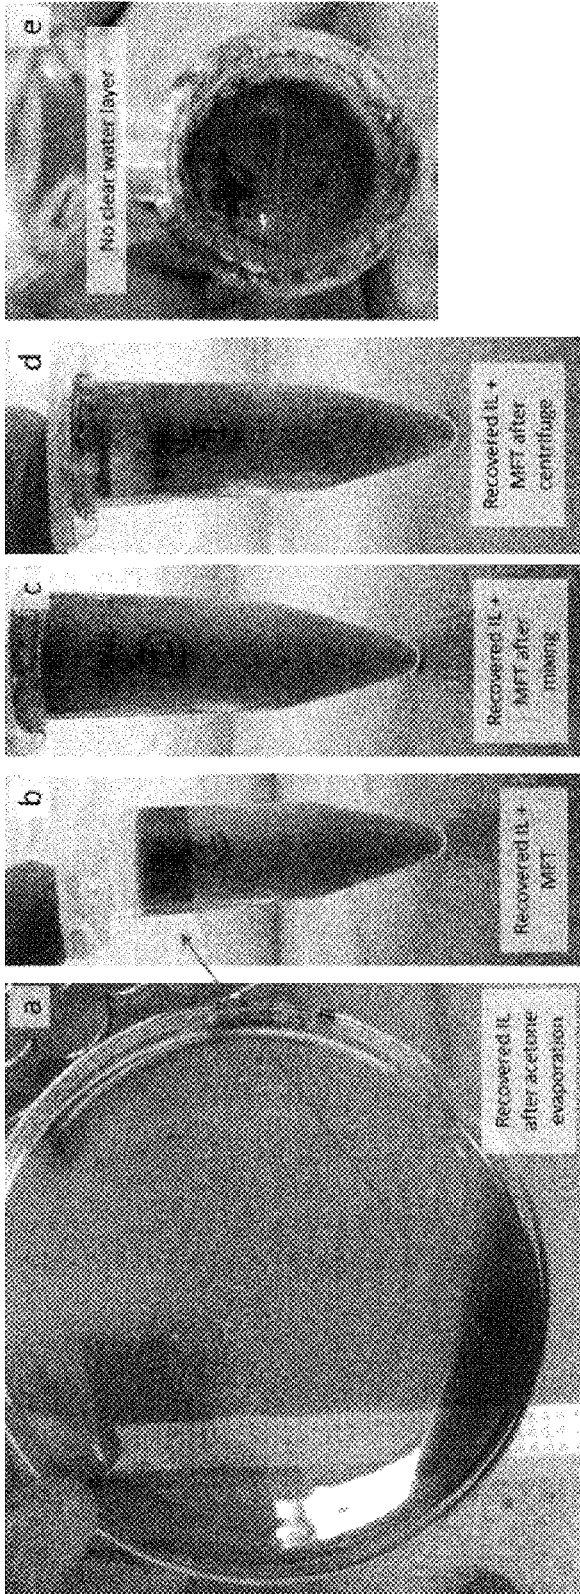 a
Recovered IL
after acetone
evaporation
b
Recovered IL +
MFT
c
Recovered IL +
MFT after
mixing
d
Recovered IL +
MFT after
centrifuge
e
No clear water layer